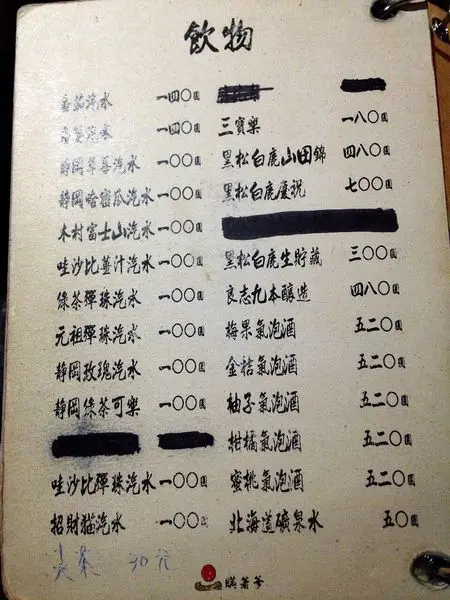 飲物
番茄汽水 一四〇圓
汽水 一四〇圓
靜岡草莓汽水 一〇〇圓
靜岡哈密瓜汽水 一〇〇圓
木村富士山汽水 一〇〇圓
哇沙比薑汁汽水 一〇〇圓
綠茶彈珠汽水 一〇〇圓
元祖彈珠汽水 一〇〇圓
靜岡玫瑰汽水 一〇〇圓
靜岡綠茶可樂 一〇〇圓
哇沙比彈珠汽水 一〇〇圓
招財貓汽水 一〇〇圓
30元
三寶樂 一八〇圓
黑松白鹿山田錦 四八〇圓
黑松白鹿慶祝 七〇〇圓
黑松白鹿生貯藏 三〇〇圓
良志久本釀造 四八〇圓
梅果氣泡酒 五二〇圓
金桔氣泡酒 五二〇圓
柚子氣泡酒 五二〇圓
柑橘氣泡酒 五二〇圓
蜜桃氣泡酒 五二〇圓
北海道礦泉水 五〇圓